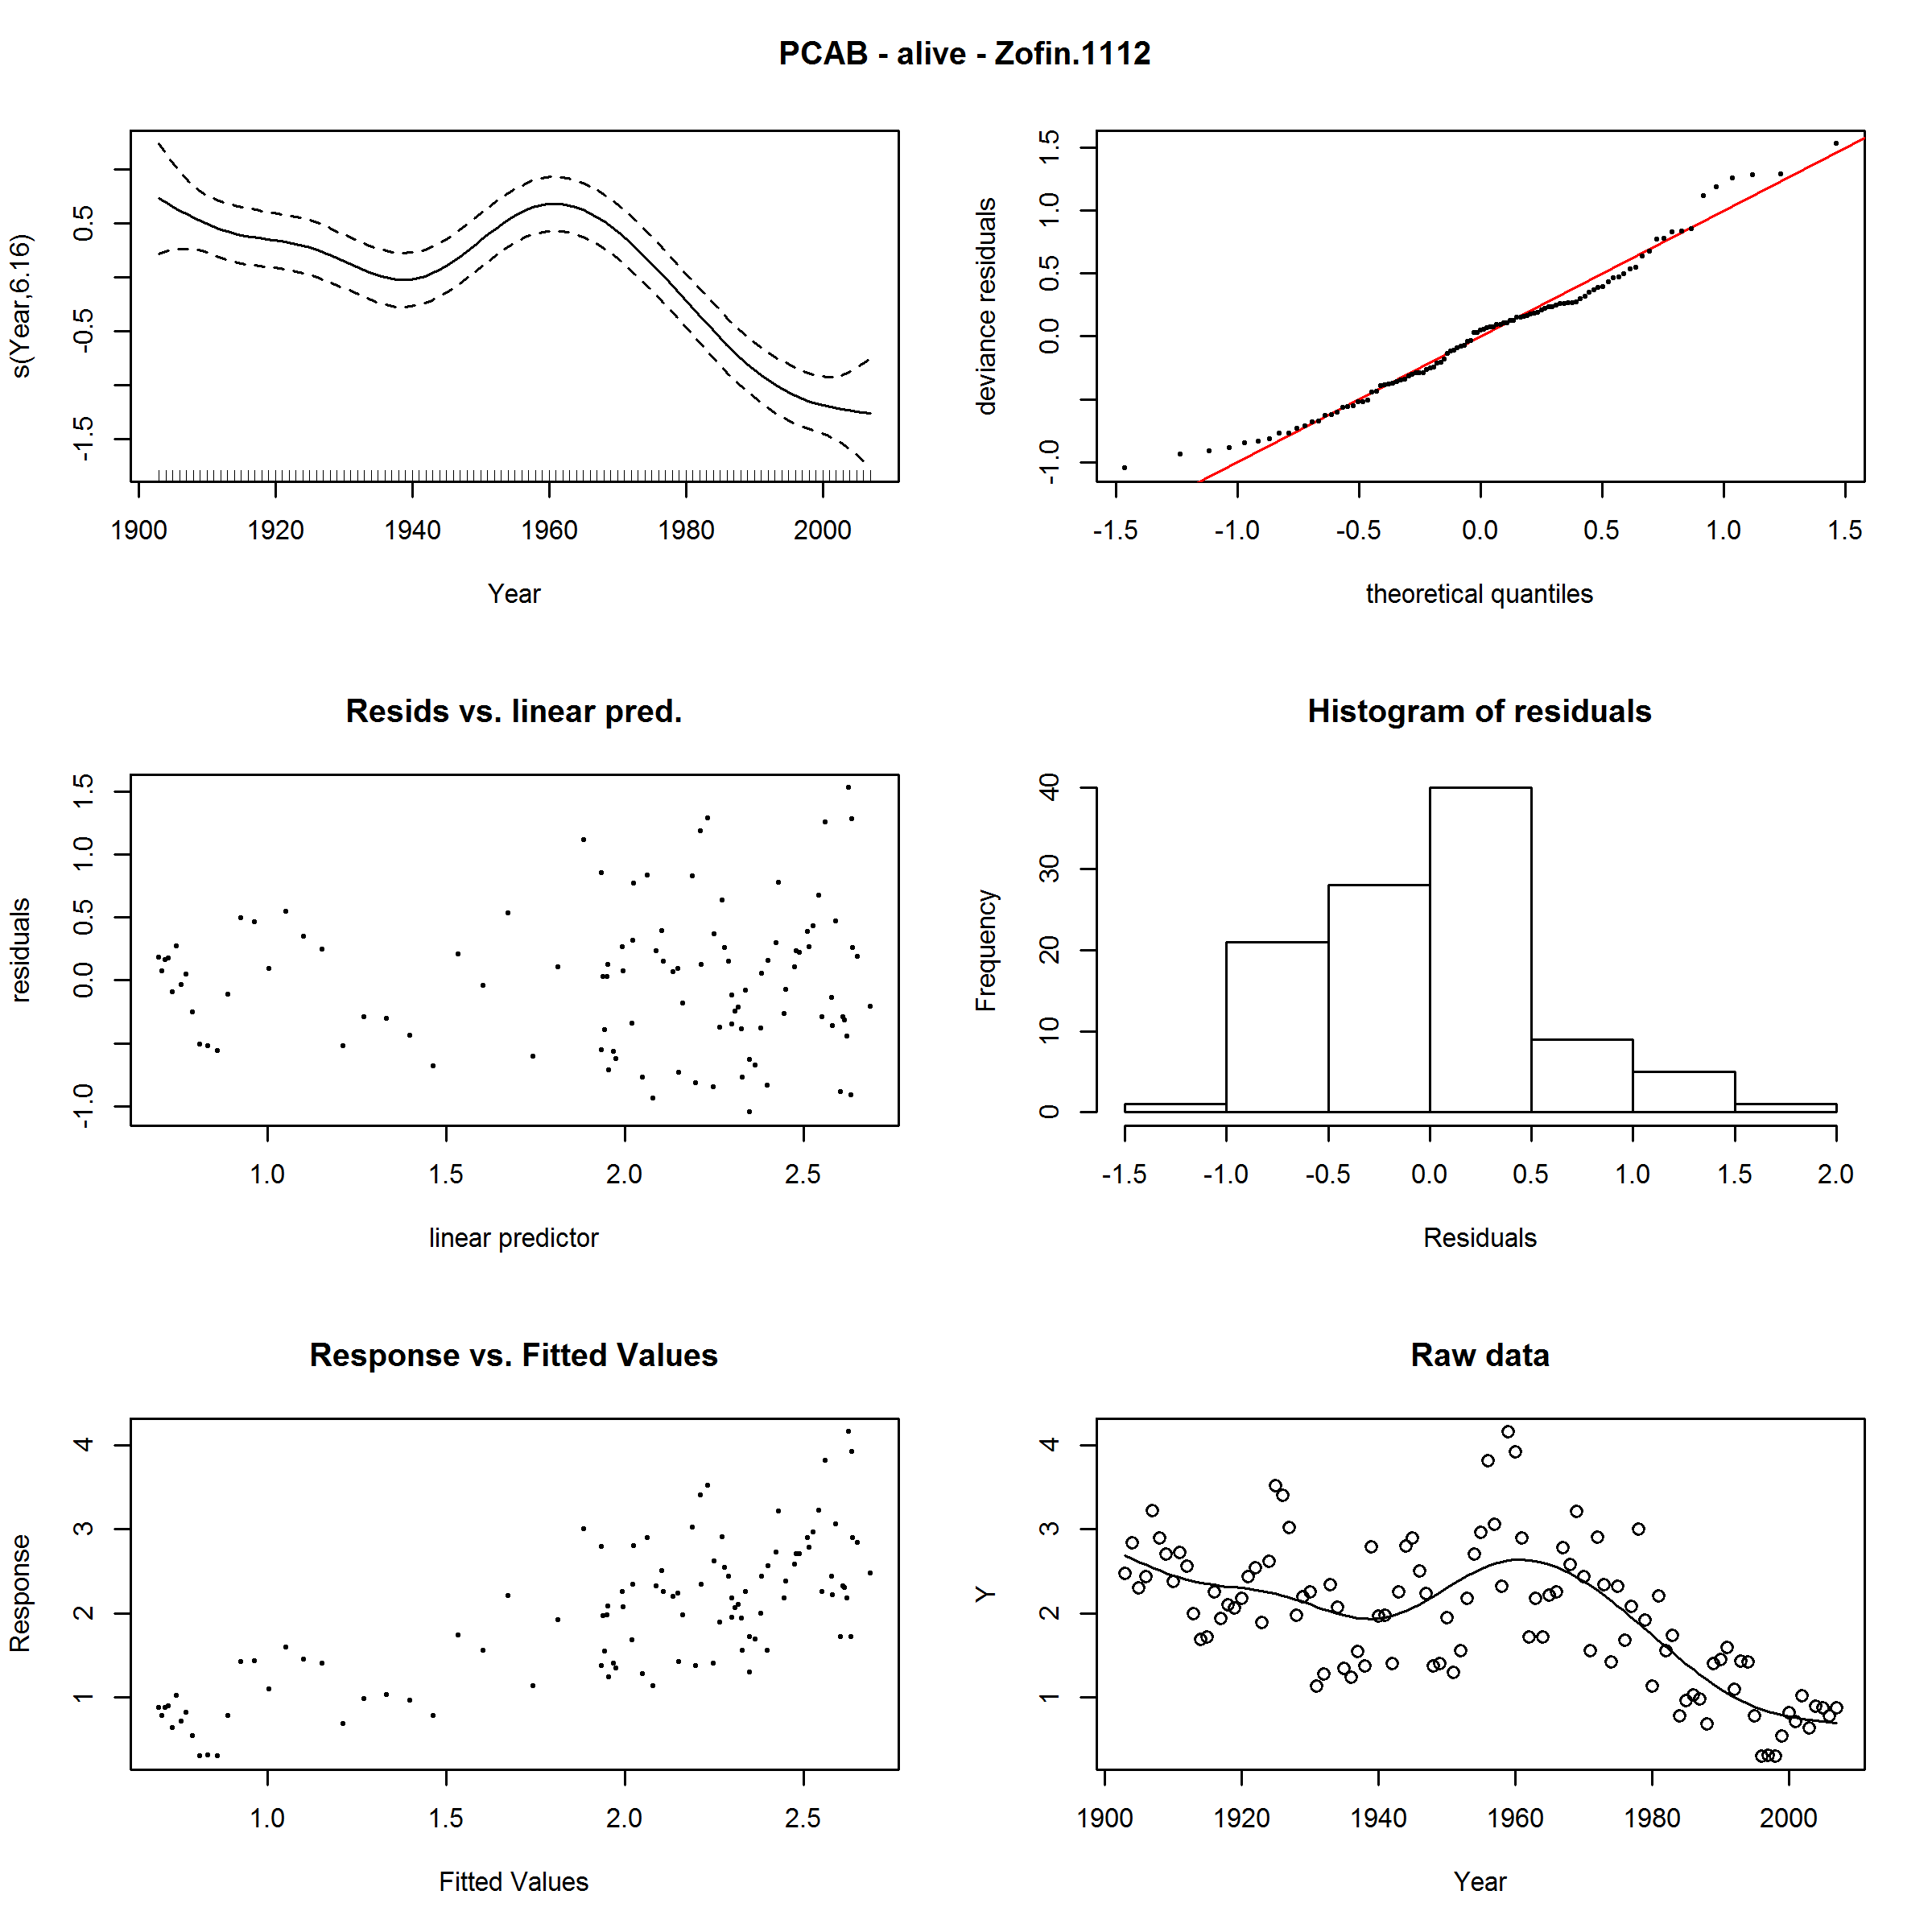 PCAB - alive - Zofin.1112
s(Year,6.16)
-1.5 -0.5 0.5
1900 1920 1940 1960 1980 2000
Year
deviance residuals
-1.0 0.0 0.5 1.0 1.5
-1.5 -1.0 -0.5 0.0 0.5 1.0 1.5
theoretical quantiles
Resids vs. linear pred.
residuals
-1.0 0.0 0.5 1.0 1.5
1.0 1.5 2.0 2.5
linear predictor
Histogram of residuals
Frequency
0 10 20 30 40
-1.5 -1.0 -0.5 0.0 0.5 1.0 1.5 2.0
Residuals
Response vs. Fitted Values
Response
1 2 3 4
1.0 1.5 2.0 2.5
Fitted Values
Raw data
Y
1 2 3 4
1900 1920 1940 1960 1980 2000
Year